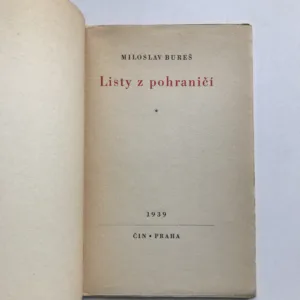 MILOSLAV BUREŠ
Listy z pohraničí
*
1939
ČIN • PRAHA